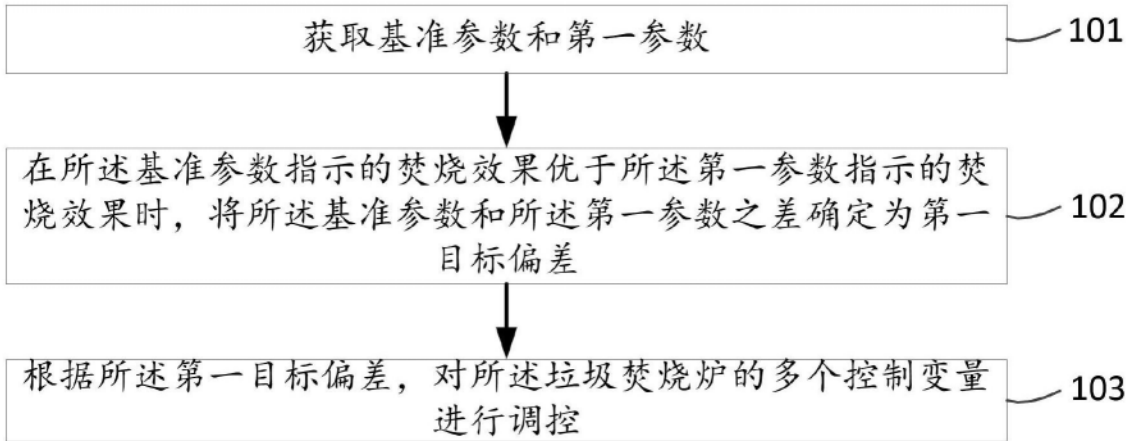 获取基准参数和第一参数
101
在所述基准参数指示的焚烧效果优于所述第一参数指示的焚
烧效果时，将所述基准参数和所述第一参数之差确定为第一
目标偏差
102
根据所述第一目标偏差，对所述垃圾焚烧炉的多个控制变量
进行调控
103